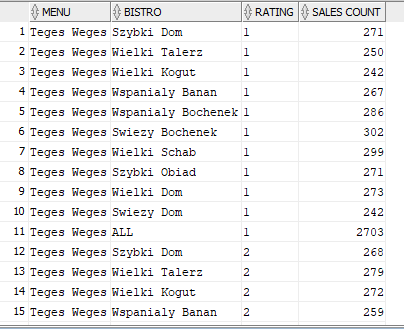 MENU BISTRO RATING SALES COUNT
1 Teges Weges Szybki Dom 1 271
2 Teges Weges Wielki Talerz 1 250
3 Teges Weges Wielki Kogut 1 242
4 Teges Weges Wspanialy Banan 1 267
5 Teges Weges Wspanialy Bochenek 1 286
6 Teges Weges Swiezy Bochenek 1 302
7 Teges Weges Wielki Schab 1 299
8 Teges Weges Szybki Obiad 1 271
9 Teges Weges Wielki Dom 1 273
10 Teges Weges Swiezy Dom 1 242
11 Teges Weges ALL 1 2703
12 Teges Weges Szybki Dom 2 268
13 Teges Weges Wielki Talerz 2 279
14 Teges Weges Wielki Kogut 2 272
15 Teges Weges Wspanialy Banan 2 259